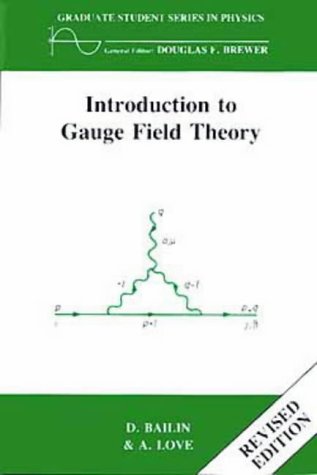 GRADUATE STUDENT SERIES IN PHYSICS
General Editor: DOUGLAS F. BREWER
Introduction to
Gauge Field Theory
q
a,μ
p
REVISED
EDITION
D. BAILIN
& A. LOVE